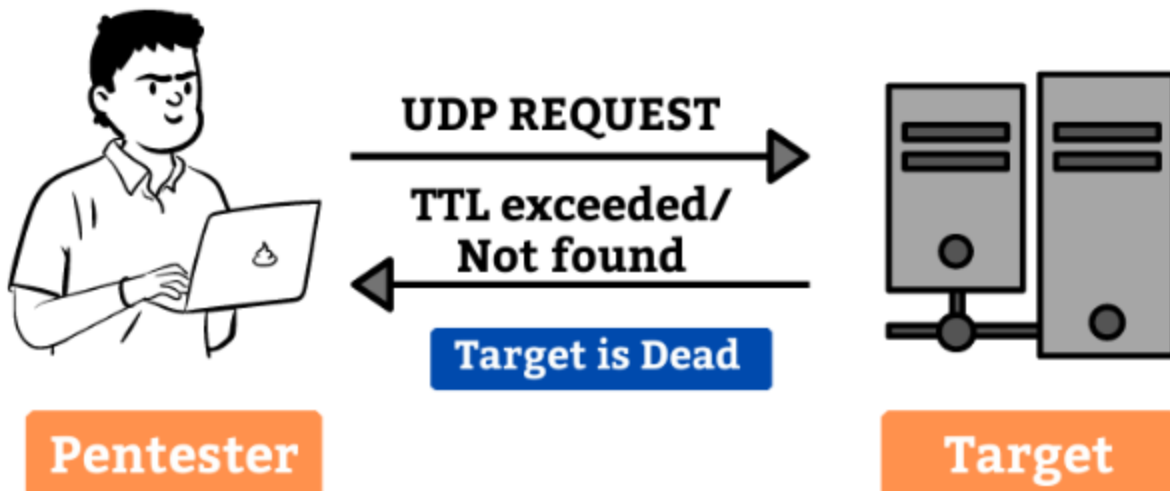 UDP REQUEST
TTL exceeded/
Not found
Target is Dead
Pentester
Target